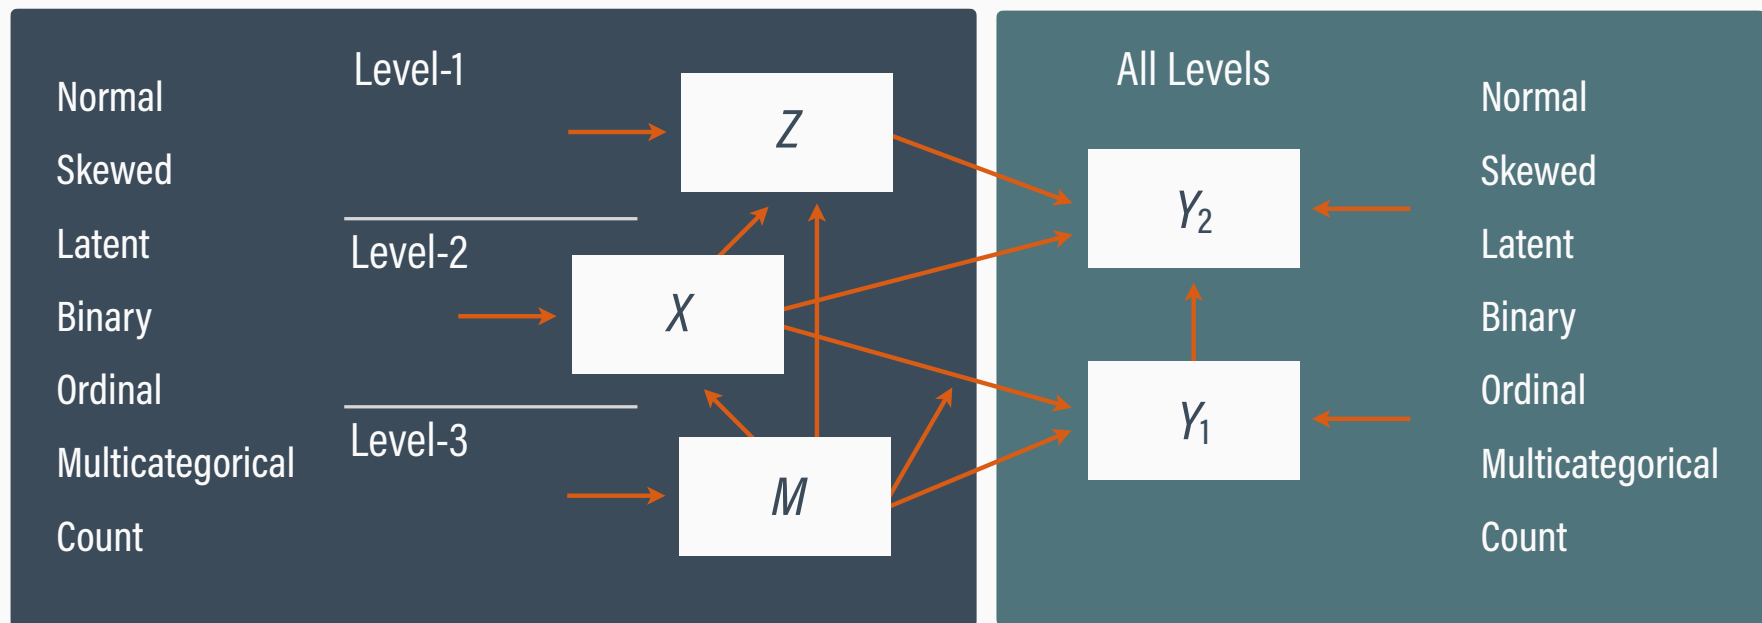 Normal
Skewed
Latent
Binary
Ordinal
Multicategorical
Count
Level-1
Level-2
Level-3
Z
X
M
All Levels
Y₂
Y₁
Normal
Skewed
Latent
Binary
Ordinal
Multicategorical
Count